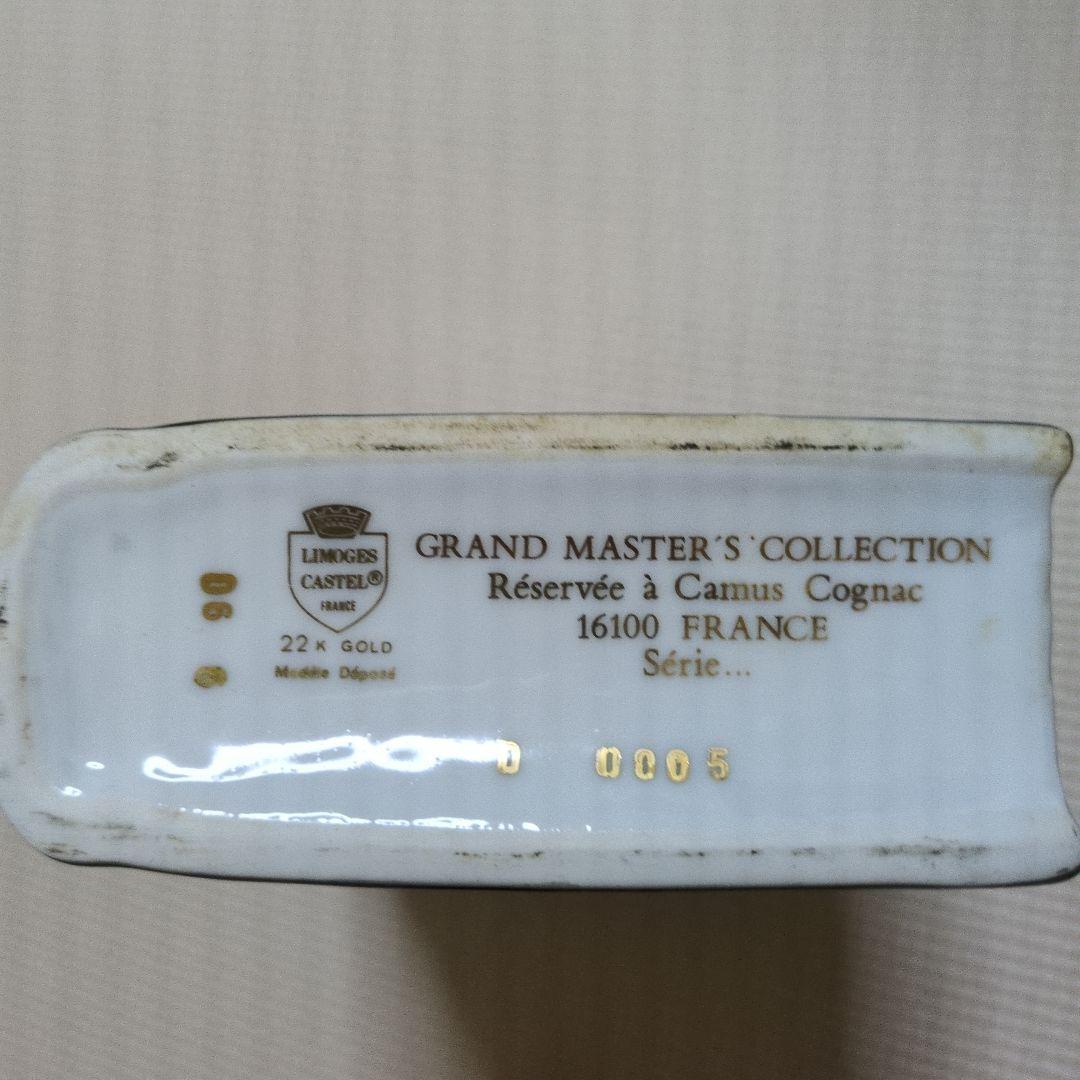 LIMOGES
CASTEL®
FRANCE
22 K GOLD
Modèle Déposé
GRAND MASTER'S COLLECTION
Réservée à Camus Cognac
16100 FRANCE
Série...
D 0005